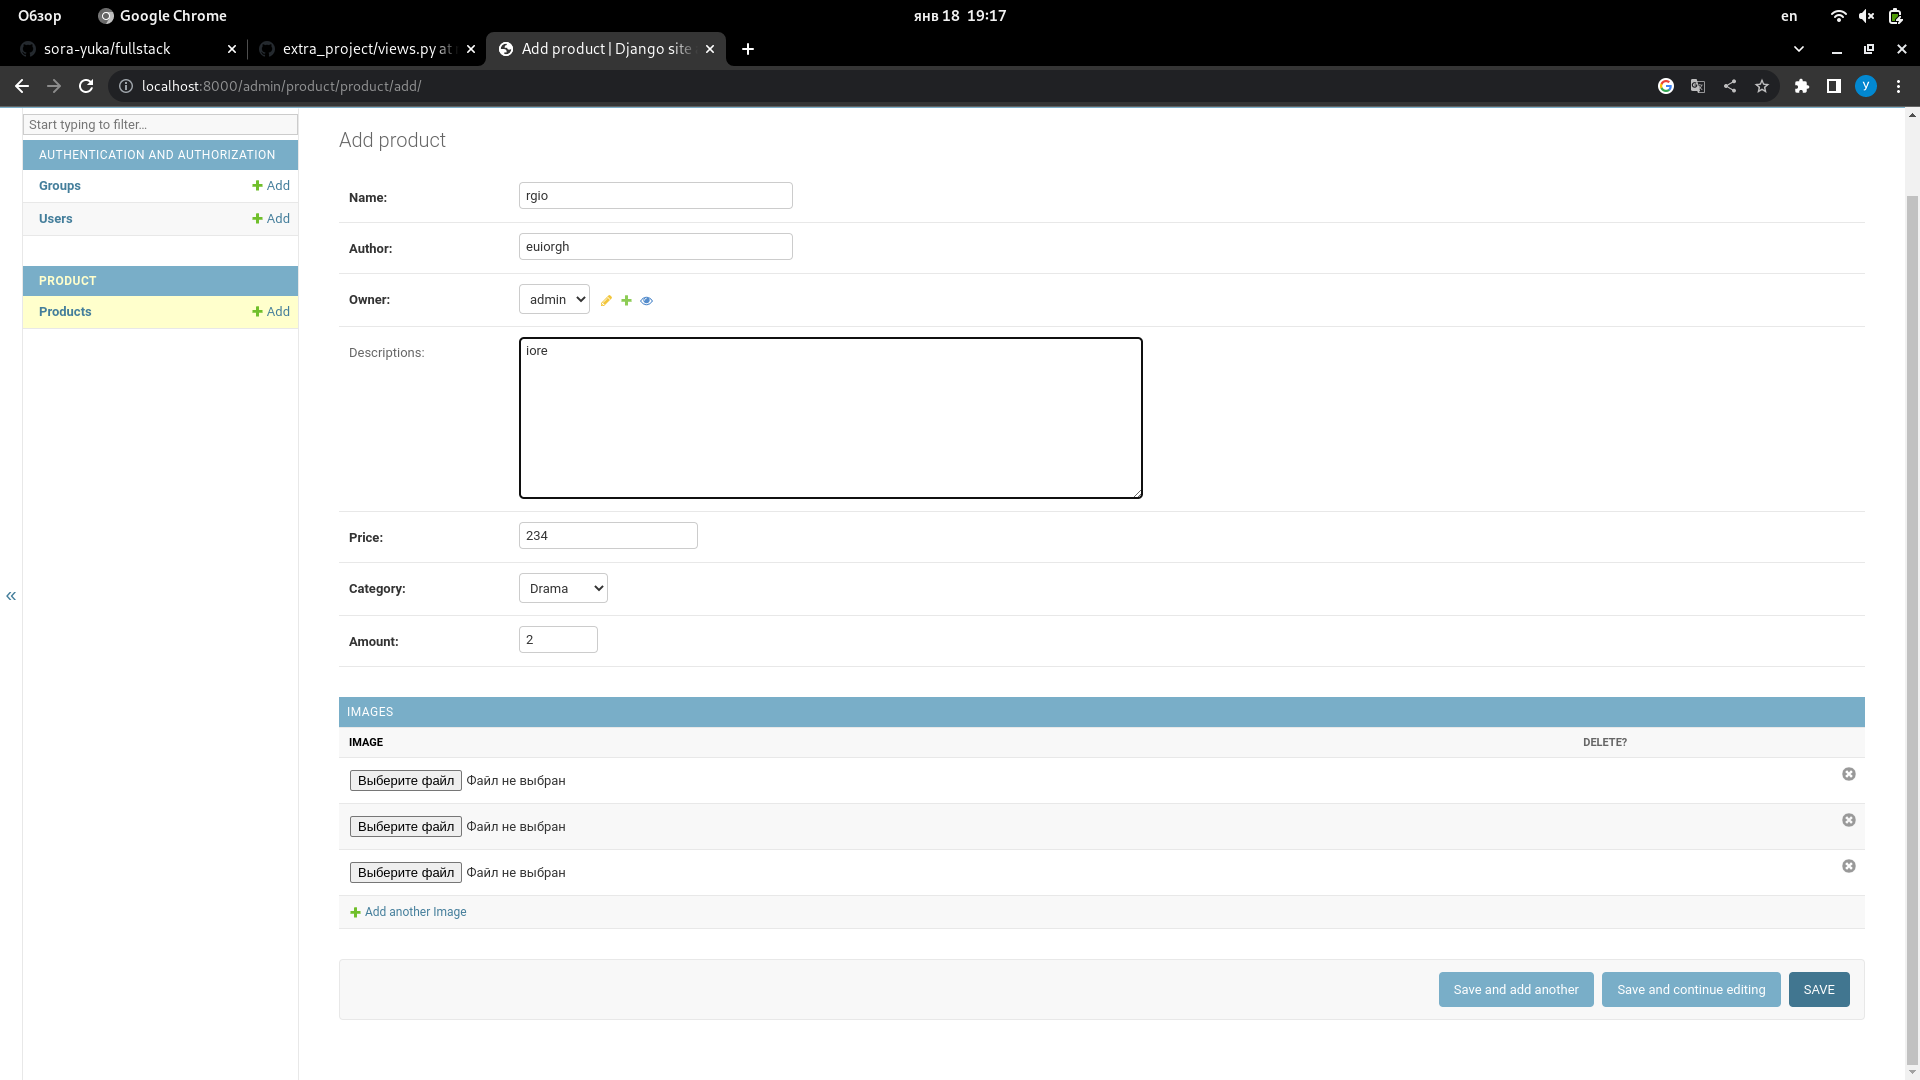 Обзор
Google Chrome
янв 18 19:17
en
sora-yuka/fullstack
extra_project/views.py at
Add product | Django site
localhost:8000/admin/product/product/add/
У
Start typing to filter...
AUTHENTICATION AND AUTHORIZATION
Groups Add
Users Add
PRODUCT
Products Add
«
Add product
Name: rgio
Author: euiorgh
Owner: admin
Descriptions: iore
Price: 234
Category: Drama
Amount: 2
IMAGES
IMAGE DELETE?
Выберите файл Файл не выбран
Выберите файл Файл не выбран
Выберите файл Файл не выбран
Add another Image
Save and add another Save and continue editing SAVE